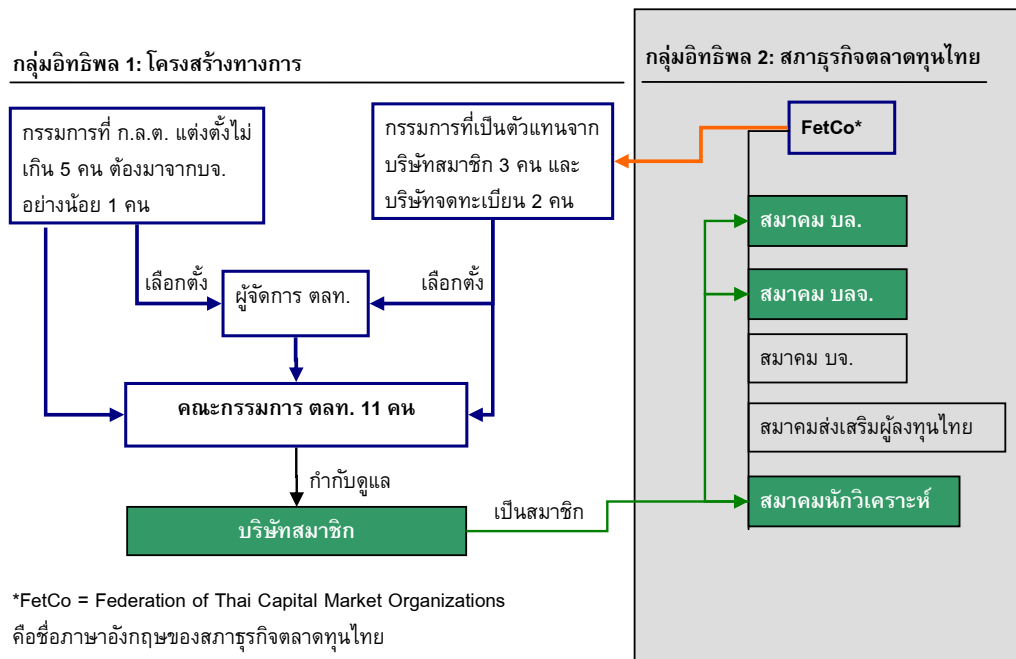 กลุ่มอิทธิพล 1: โครงสร้างทางการ
กรรมการที่ ก.ล.ต. แต่งตั้งไม่
เกิน 5 คน ต้องมาจากบจ.
อย่างน้อย 1 คน
กรรมการที่เป็นตัวแทนจาก
บริษัทสมาชิก 3 คน และ
บริษัทจดทะเบียน 2 คน
เลือกตั้ง
ผู้จัดการ ตลท.
เลือกตั้ง
คณะกรรมการ ตลท. 11 คน
กำกับดูแล
บริษัทสมาชิก
เป็นสมาชิก
กลุ่มอิทธิพล 2: สภาธุรกิจตลาดทุนไทย
FetCo*
สมาคม บล.
สมาคม บลจ.
สมาคม บจ.
สมาคมส่งเสริมผู้ลงทุนไทย
สมาคมนักวิเคราะห์
*FetCo = Federation of Thai Capital Market Organizations
คือชื่อภาษาอังกฤษของสภาธุรกิจตลาดทุนไทย